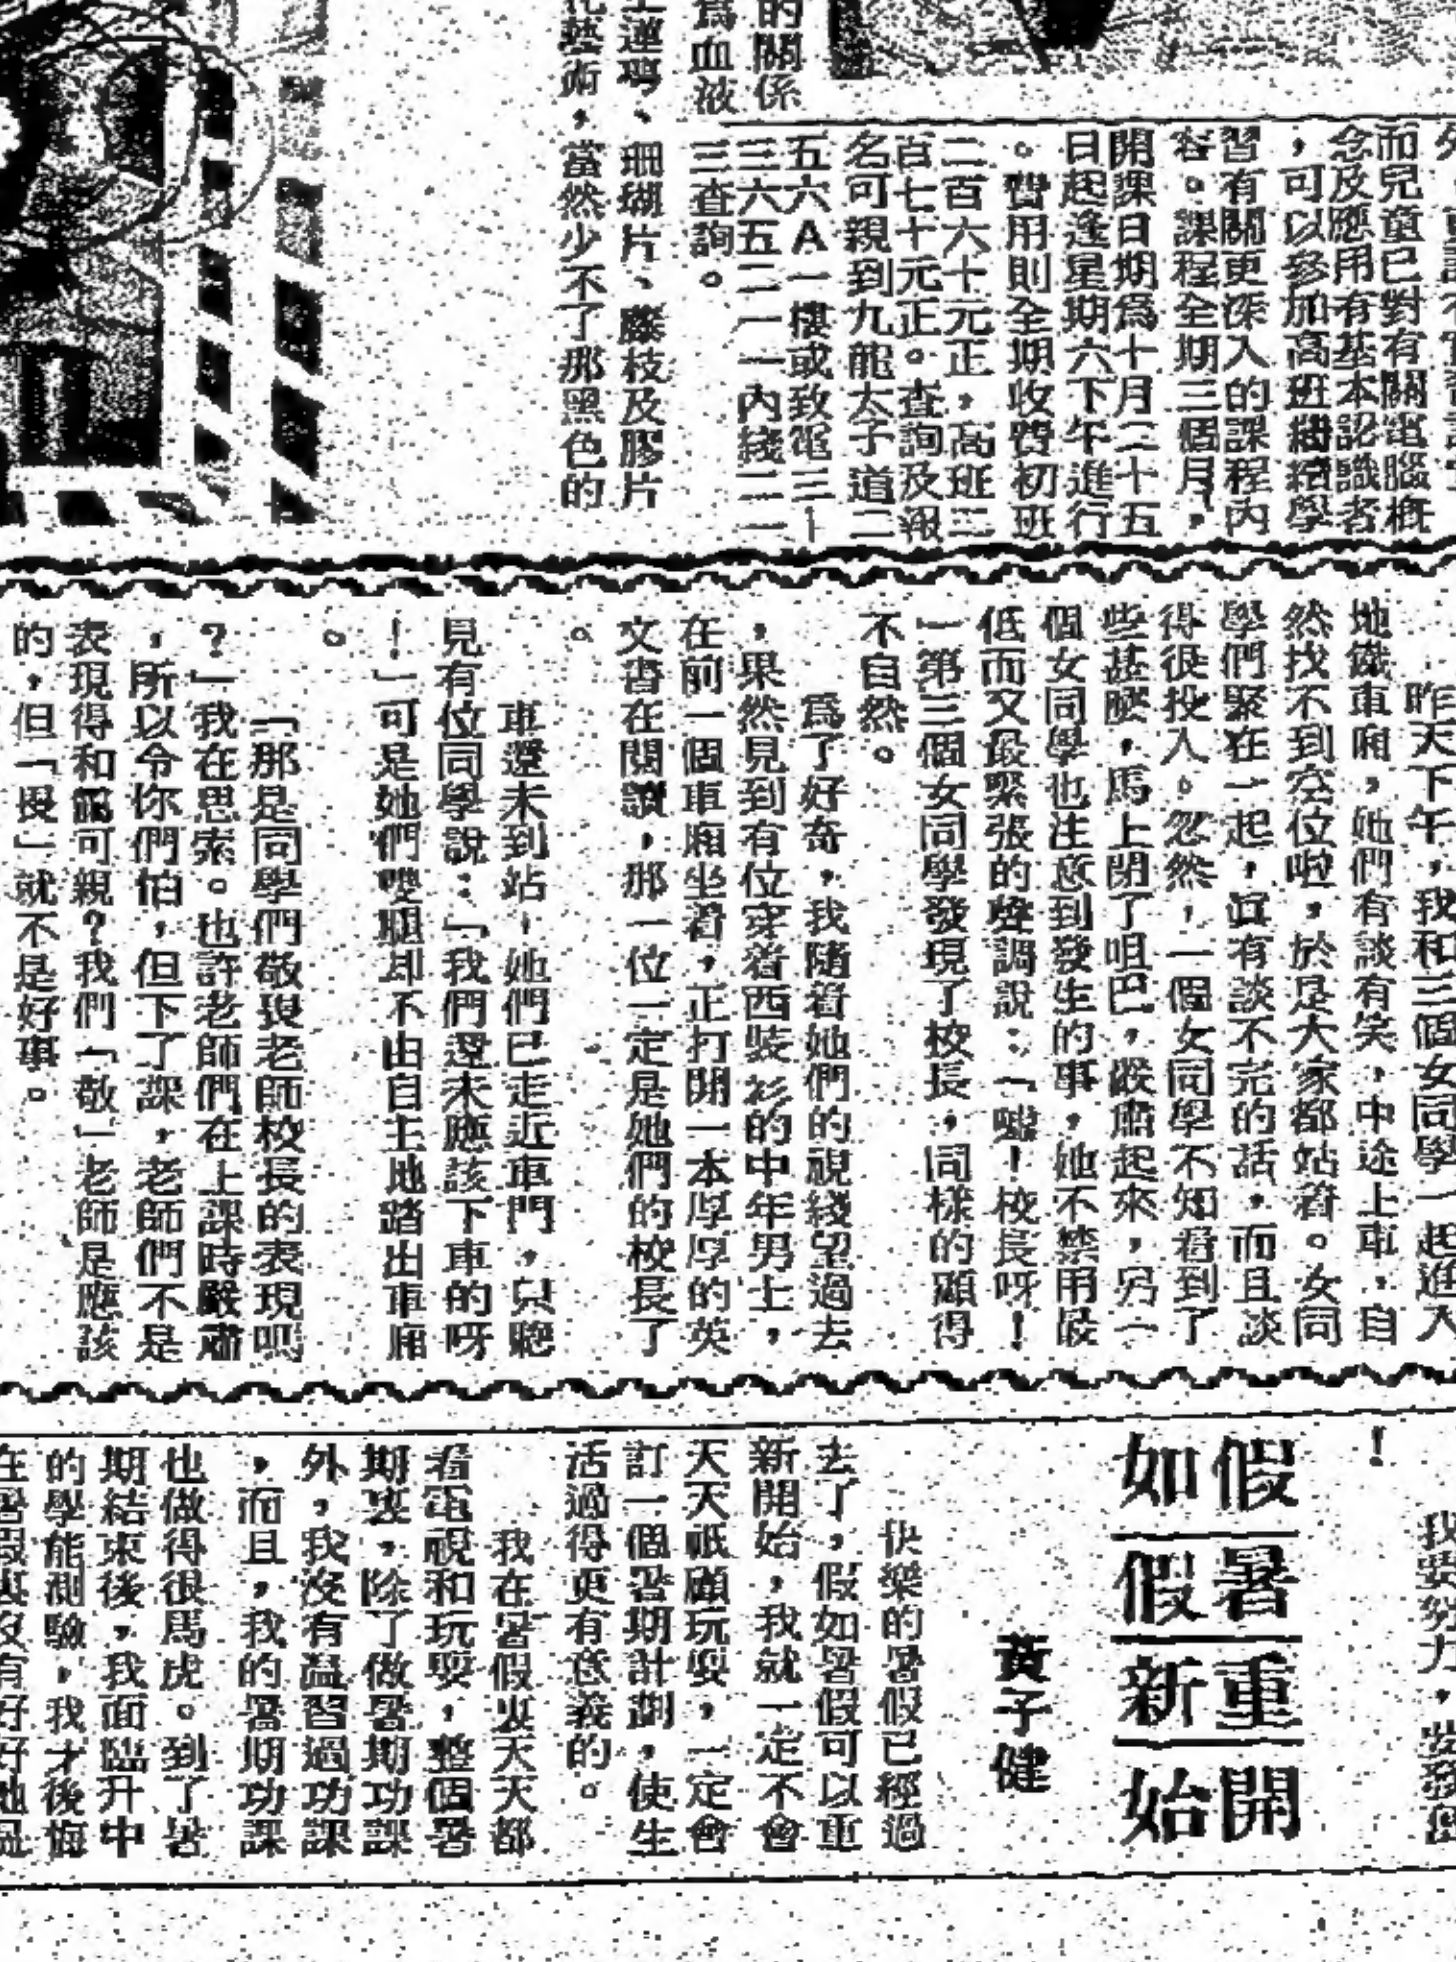 而兒童已對有關電腦概
念及應用有基本認識者
，可以參加高班繼續學
習有關更深入的課程內
容。課程全期三個月，
開課日期爲十月二十五
日起逢星期六下午進行
。費用則全期收費初班
二百六十元正，高班二
百七十元正。查詢及報
名可親到九龍太子道二
五六A一樓或致電三－
三六五二一一內綫二二
三查詢。
的關係
爲血液
珊瑚片、籐枝及膠片
藝術，當然少不了那黑色的
昨天下午，我和三個女同學一起進入
地鐵車廂，她們有談有笑，中途上車，自
然找不到空位啦，於是大家都站着。女同
學們聚在一起，眞有談不完的話，而且談
得很投入。忽然，一個女同學不知看到了
些甚麽，馬上閉了咀巴，嚴肅起來，另一
個女同學也注意到發生的事，她不禁用最
低而又最緊張的聲調說：「噓！校長呀！
」第三個女同學發現了校長，同樣的顯得
不自然。
爲了好奇，我隨着她們的視綫望過去
，果然見到有位穿着西裝衫的中年男士，
在前一個車廂坐着，正打開一本厚厚的英
文書在閱讀，那一位一定是她們的校長了
。
車還未到站，她們已走近車門，只聽
見有位同學說：「我們還未應該下車的呀
！」可是她們雙腿却不由自主地踏出車廂
。
「那是同學們敬畏老師校長的表現嗎
？」我在思索。也許老師們在上課時嚴肅
，所以令你們怕，但下了課，老師們不是
表現得和藹可親？我們「敬」老師是應該
的，但「畏」就不是好事。
我要努力，
！
假如暑假重新開始
黃子健
快樂的暑假已經過
去了，假如暑假可以重
新開始，我就一定不會
天天祇顧玩耍，一定會
訂一個暑期計劃，使生
活過得更有意義的。
我在暑假裏天天都
看電視和玩耍，整個暑
期裏，除了做暑期功課
外，我沒有温習過功課
，而且，我的暑期功課
也做得很馬虎。到了暑
期結束後，我面臨升中
的學能測驗，我才後悔
在暑假裏沒有好好地温